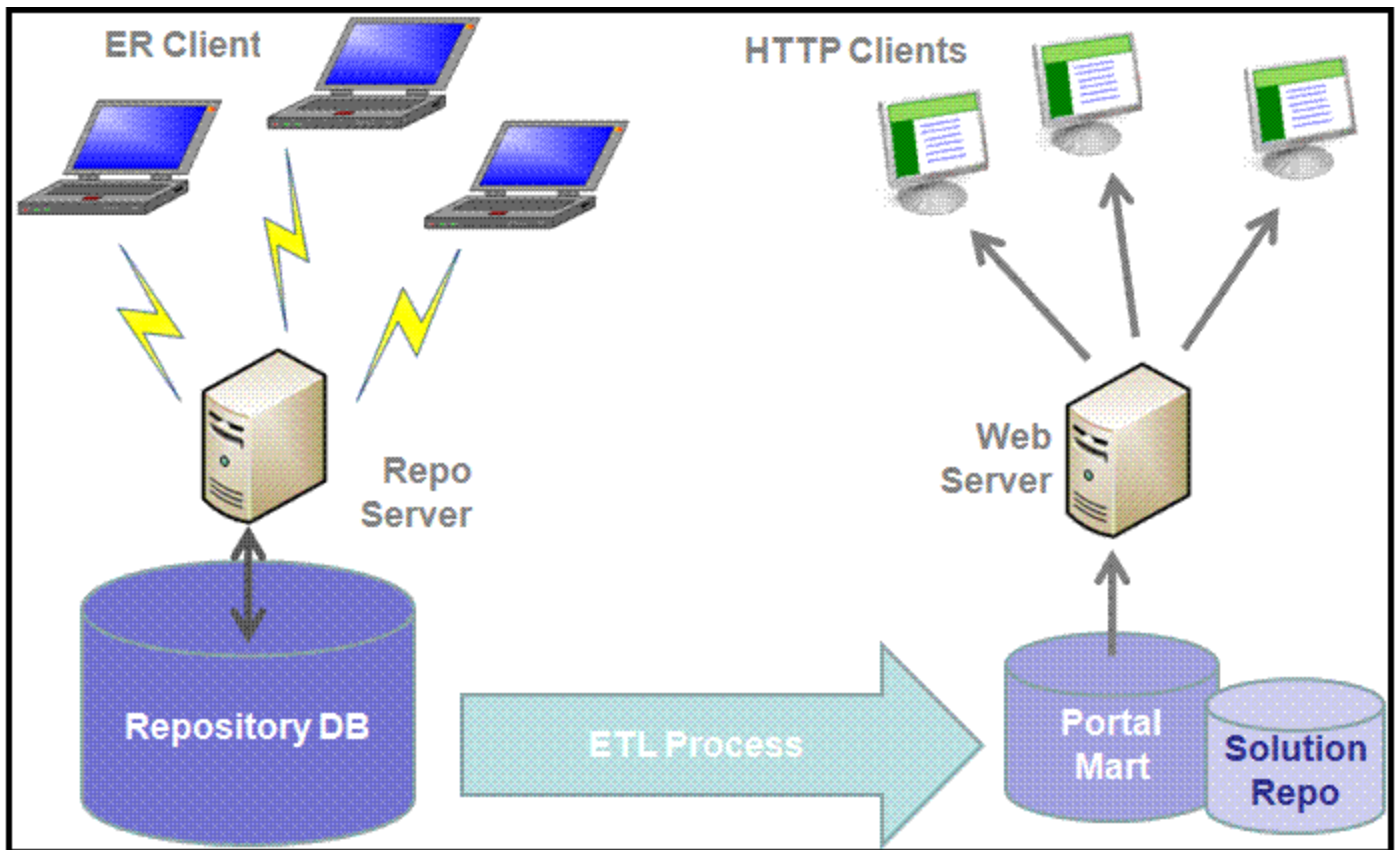 ER Client
HTTP Clients
Repo
Server
Web
Server
Repository DB
ETL Process
Portal
Mart
Solution
Repo